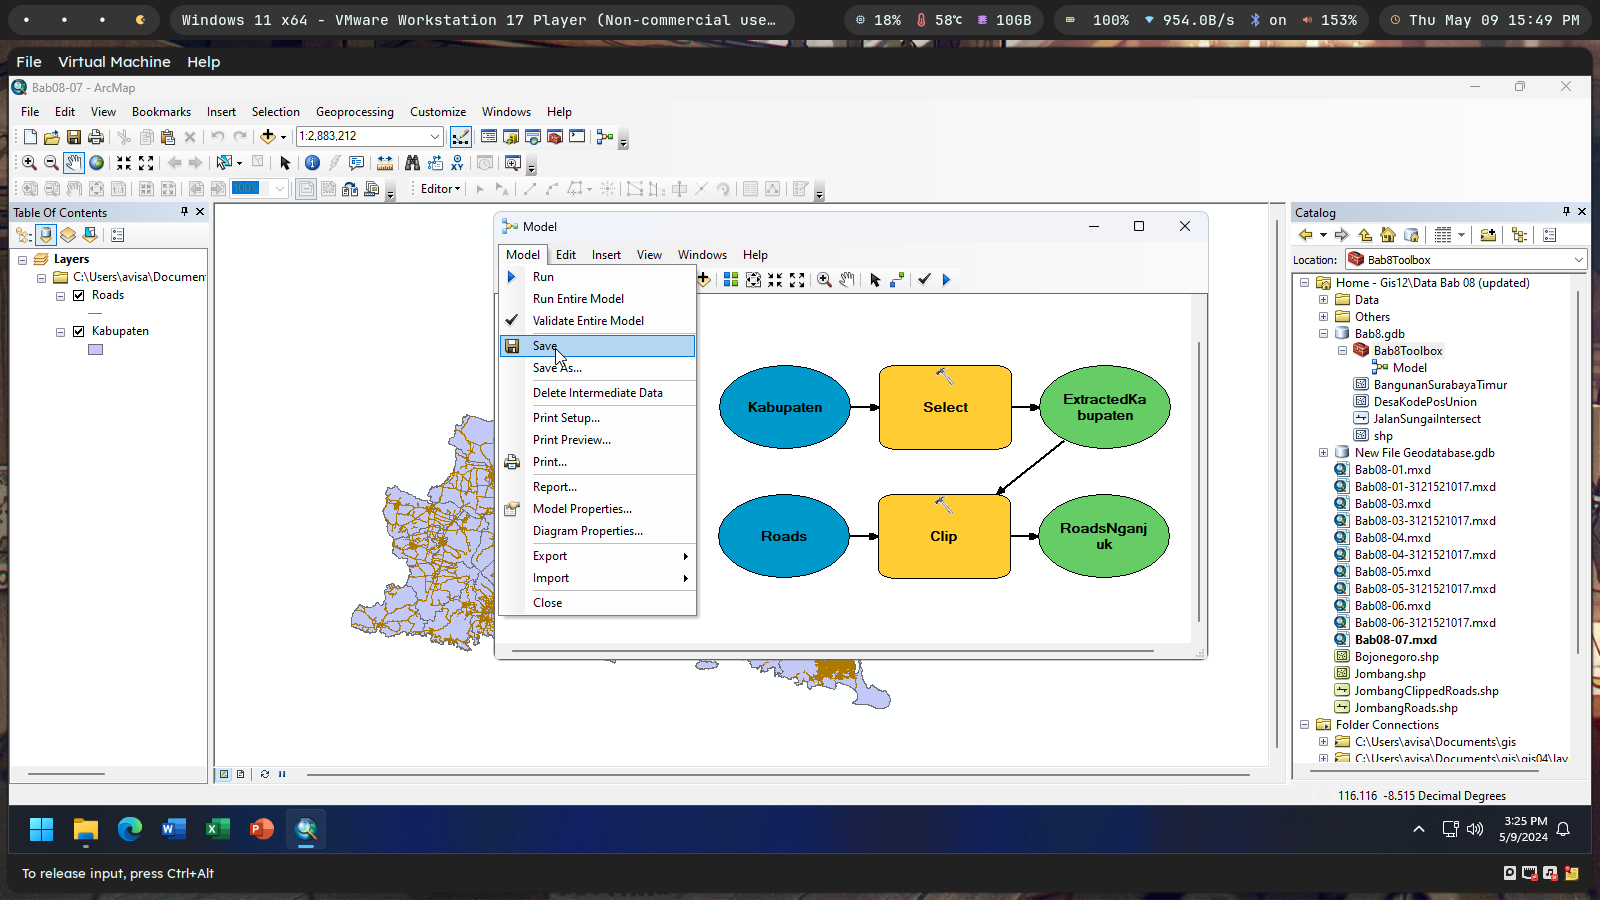 Windows 11 x64 - VMware Workstation 17 Player (Non-commercial use…
18%
58℃
10GB
100%
954.0B/s
on
153%
Thu May 09 15:49 PM
File Virtual Machine Help
Bab08-07 - ArcMap
File Edit View Bookmarks Insert Selection Geoprocessing Customize Windows Help
1:2,883,212
100%
Editor
Table Of Contents
Layers
C:\Users\avisa\Documen
Roads
Kabupaten
Model
Model Edit Insert View Windows Help
Run
Run Entire Model
Validate Entire Model
Save
Save As...
Delete Intermediate Data
Print Setup...
Print Preview...
Print...
Report...
Model Properties...
Diagram Properties...
Export
Import
Close
Kabupaten
Select
ExtractedKa
bupaten
Roads
Clip
RoadsNganj
uk
Catalog
Location: Bab8Toolbox
Home - Gis12\Data Bab 08 (updated)
Data
Others
Bab8.gdb
Bab8Toolbox
Model
BangunanSurabayaTimur
DesaKodePosUnion
JalanSungaiIntersect
shp
New File Geodatabase.gdb
Bab08-01.mxd
Bab08-01-3121521017.mxd
Bab08-03.mxd
Bab08-03-3121521017.mxd
Bab08-04.mxd
Bab08-04-3121521017.mxd
Bab08-05.mxd
Bab08-05-3121521017.mxd
Bab08-06.mxd
Bab08-06-3121521017.mxd
Bab08-07.mxd
Bojonegoro.shp
Jombang.shp
JombangClippedRoads.shp
JombangRoads.shp
Folder Connections
C:\Users\avisa\Documents\gis
C:\Users\avisa\Documents\gis\gis04\lav
116.116 -8.515 Decimal Degrees
3:25 PM
5/9/2024
To release input, press Ctrl+Alt